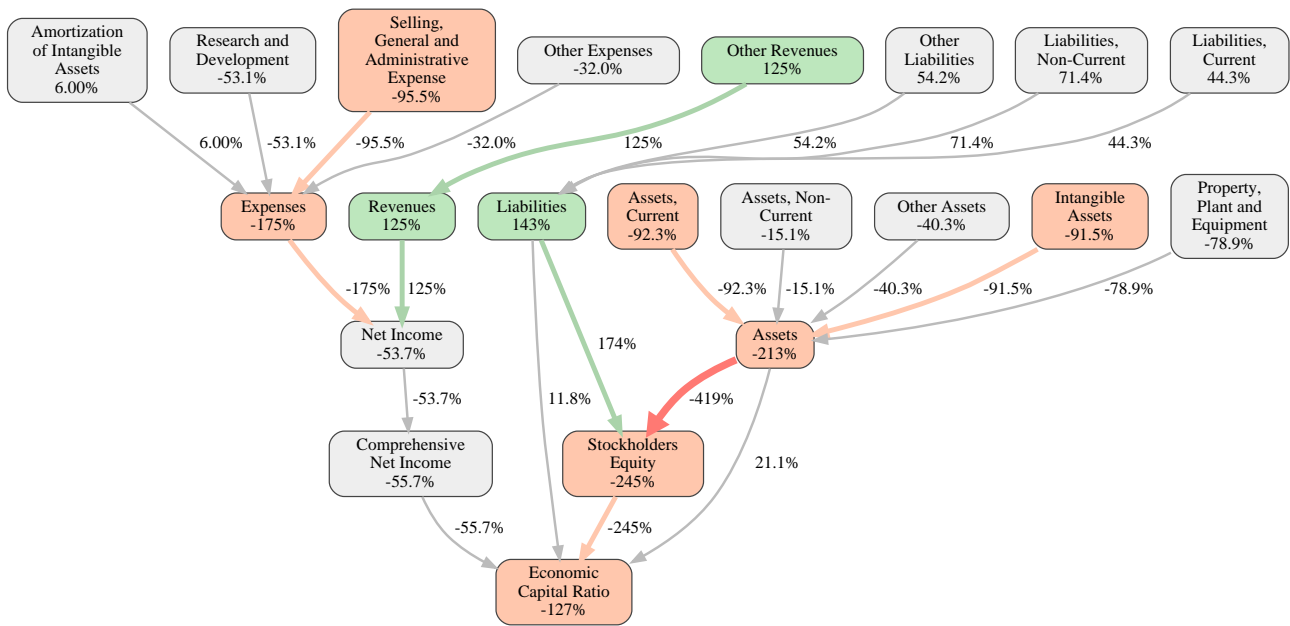 Amortization
of Intangible
Assets
6.00%
Research and
Development
-53.1%
Selling,
General and
Administrative
Expense
-95.5%
Other Expenses
-32.0%
Other Revenues
125%
Other
Liabilities
54.2%
Liabilities,
Non-Current
71.4%
Liabilities,
Current
44.3%
6.00%
-53.1%
-95.5%
-32.0%
125%
54.2%
71.4%
44.3%
Expenses
-175%
Revenues
125%
Liabilities
143%
Assets,
Current
-92.3%
Assets, Non-
Current
-15.1%
Other Assets
-40.3%
Intangible
Assets
-91.5%
Property,
Plant and
Equipment
-78.9%
-175%
125%
-92.3%
-15.1%
-40.3%
-91.5%
-78.9%
Net Income
-53.7%
Assets
-213%
174%
-53.7%
11.8%
-419%
Comprehensive
Net Income
-55.7%
Stockholders
Equity
-245%
21.1%
-55.7%
-245%
Economic
Capital Ratio
-127%